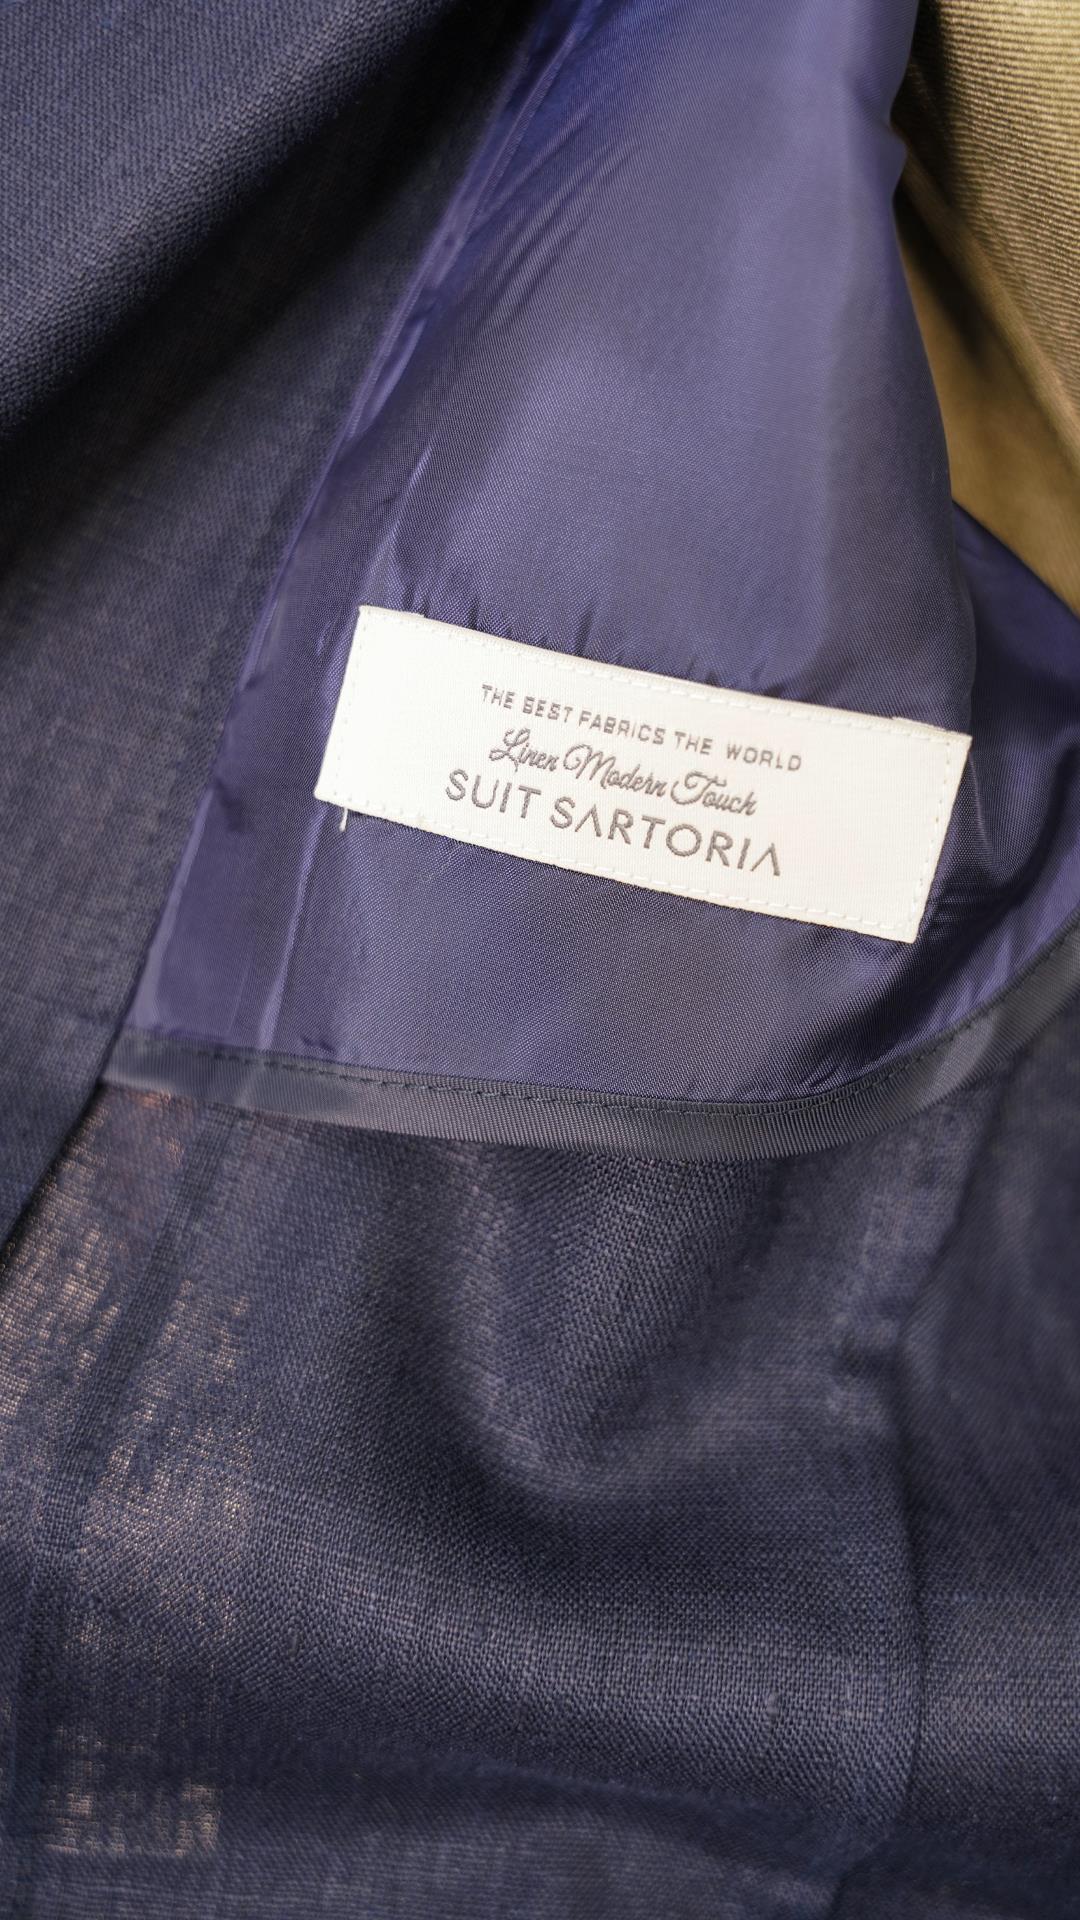 THE BEST FABRICS THE WORLD
Linen Modern Touch
SUIT SARTORIA